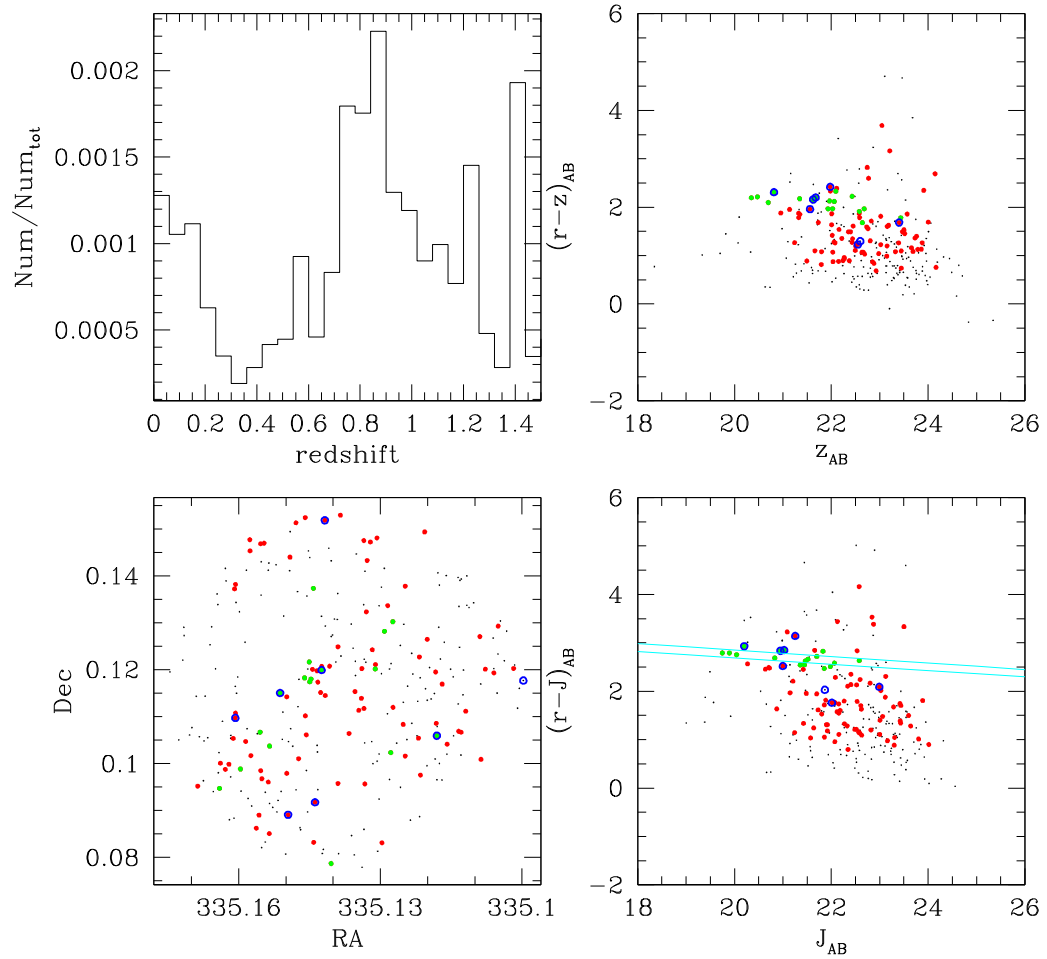 Num/Num_tot
0.002
0.0015
0.001
0.0005
0 0.2 0.4 0.6 0.8 1 1.2 1.4
redshift
(r-z)_AB
6
4
2
0
-2
18 20 22 24 26
z_AB
Dec
0.14
0.12
0.1
0.08
335.16 335.13 335.1
RA
(r-J)_AB
6
4
2
0
-2
18 20 22 24 26
J_AB